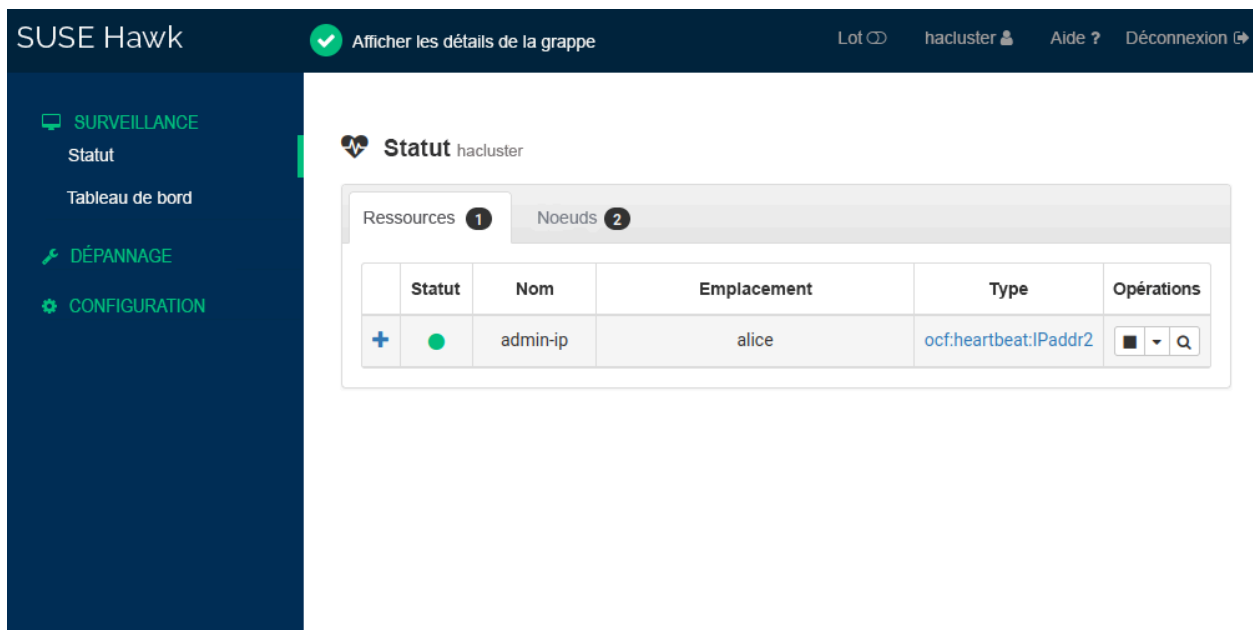 SUSE Hawk
Afficher les détails de la grappe
Lot
hacluster
Aide ?
Déconnexion
SURVEILLANCE
Statut
Tableau de bord
DÉPANNAGE
CONFIGURATION
Statut hacluster
Ressources 1 Noeuds 2
Statut Nom Emplacement Type Opérations
admin-ip alice ocf:heartbeat:IPaddr2